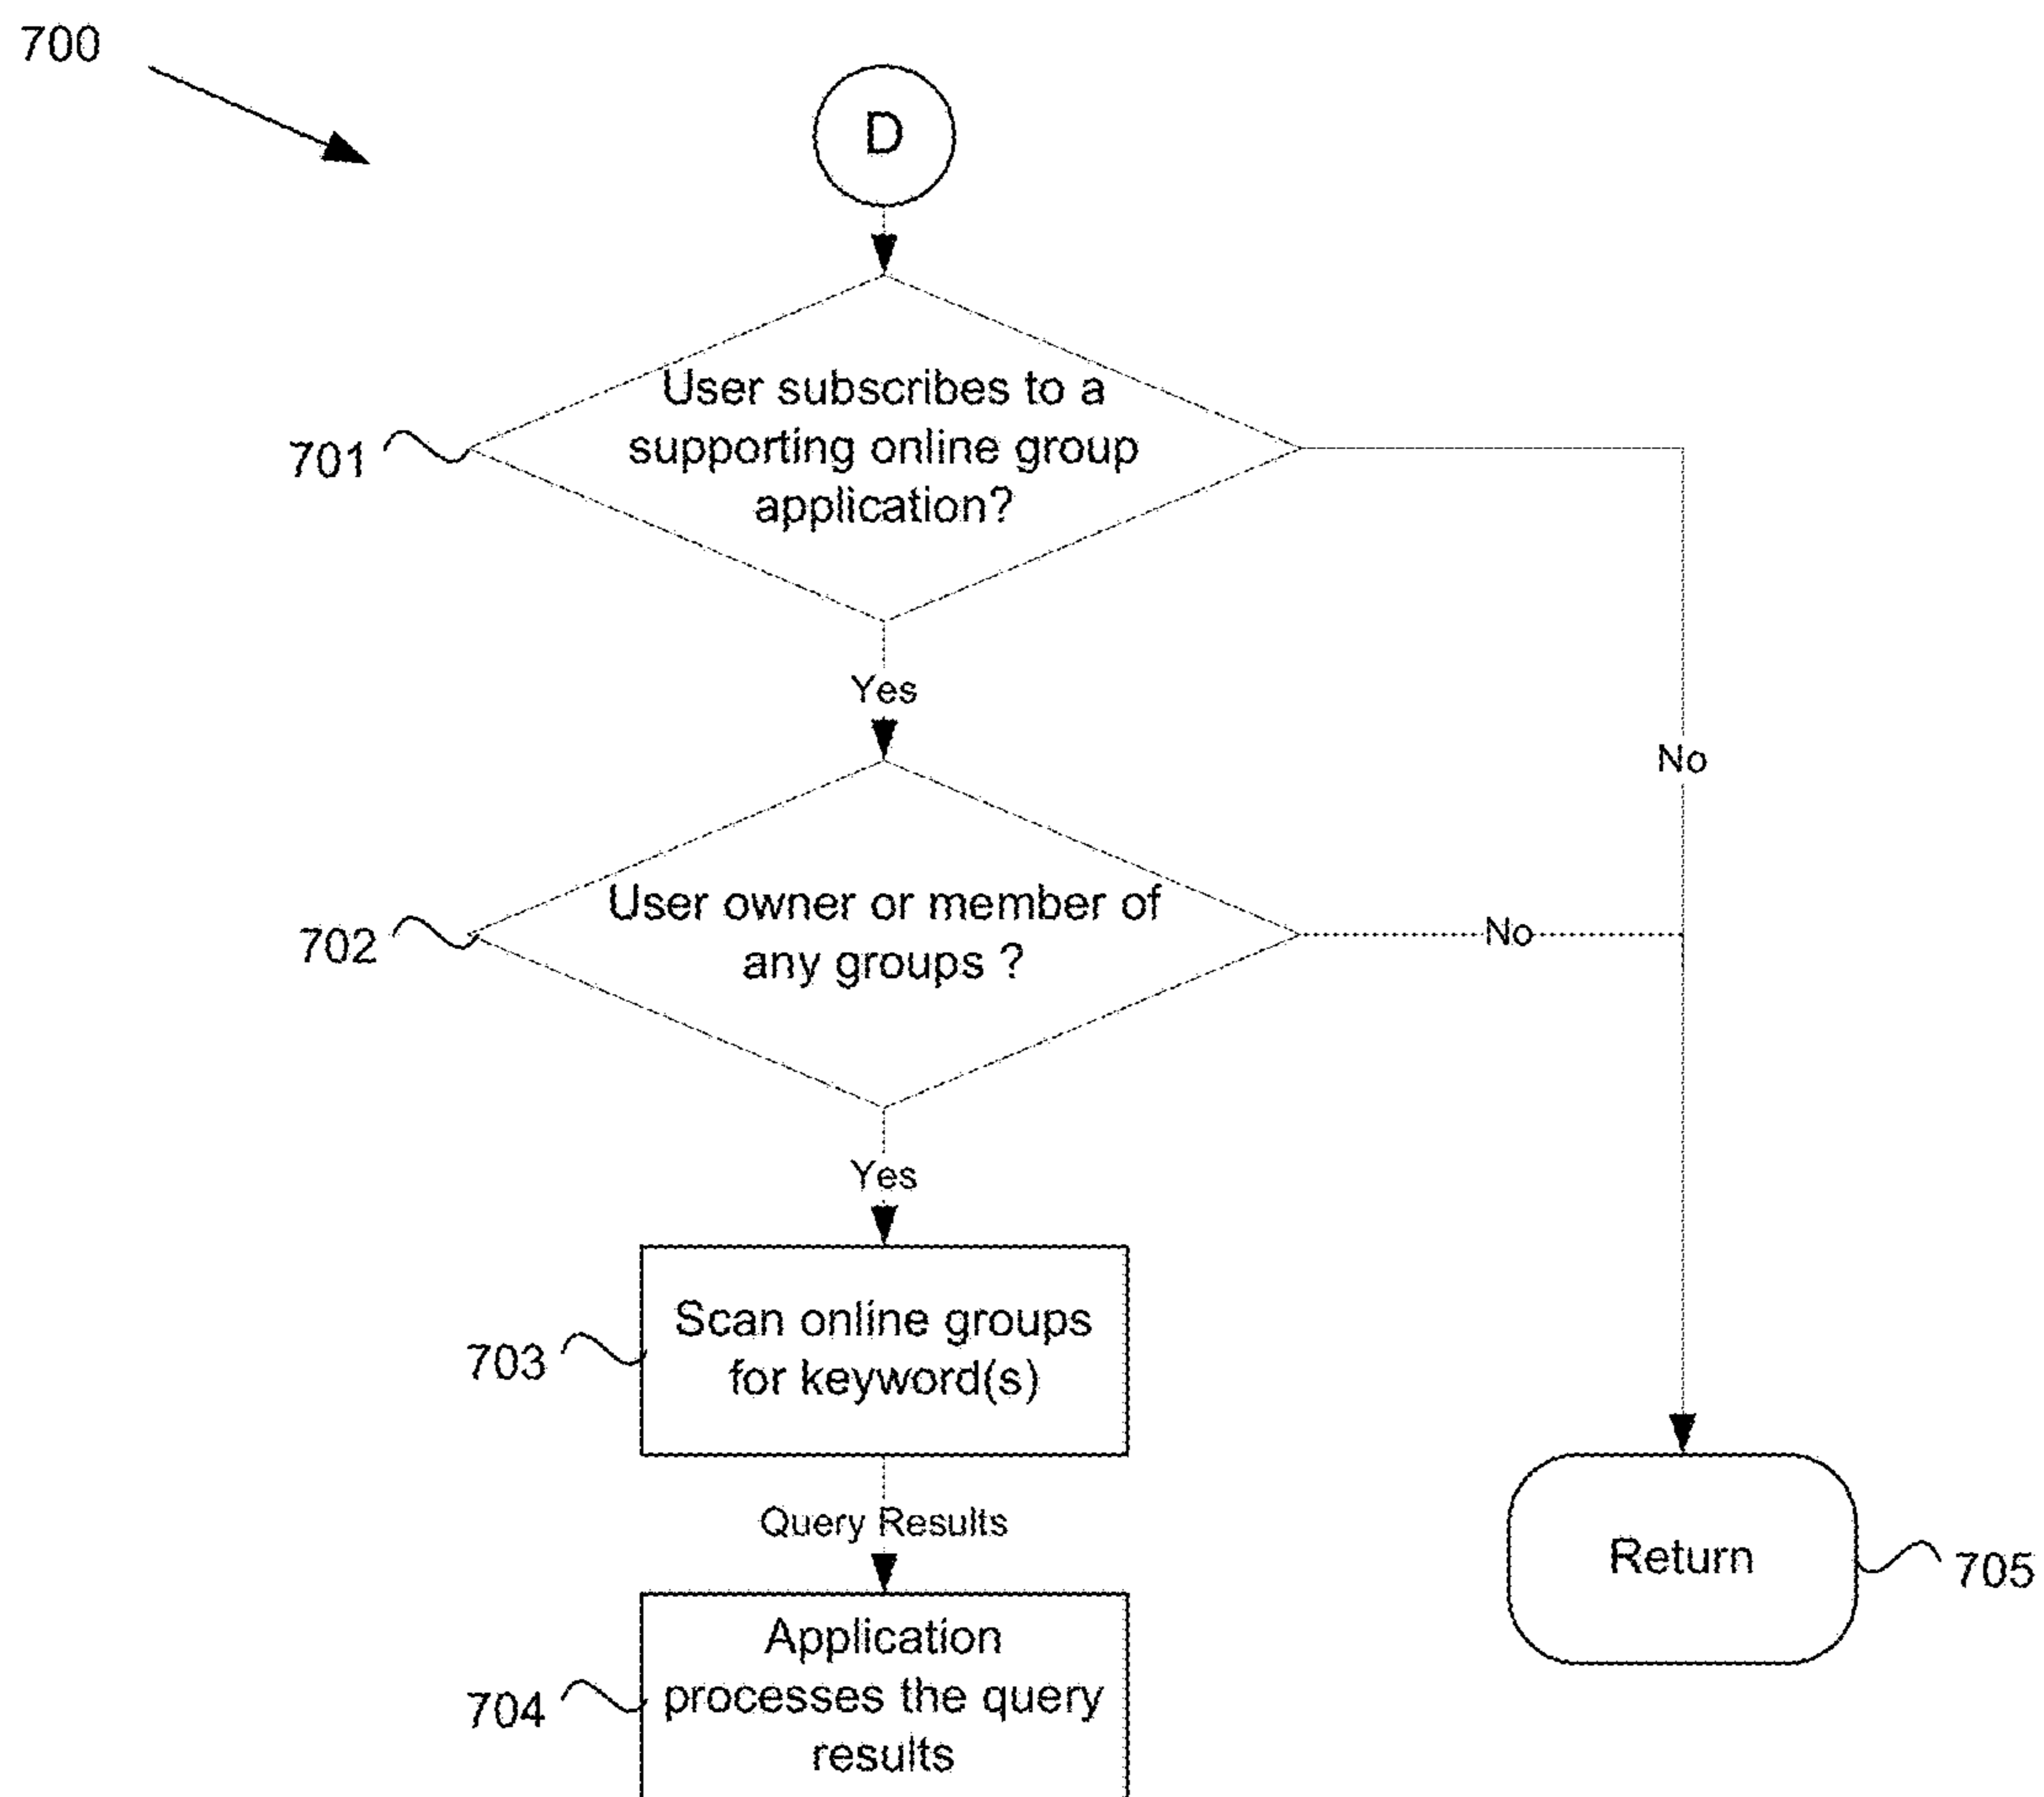 700
D
User subscribes to a
supporting online group
application?
701
Yes
No
User owner or member of
any groups ?
702
No
Yes
Scan online groups
for keyword(s)
703
Query Results
Return
705
Application
processes the query
results
704